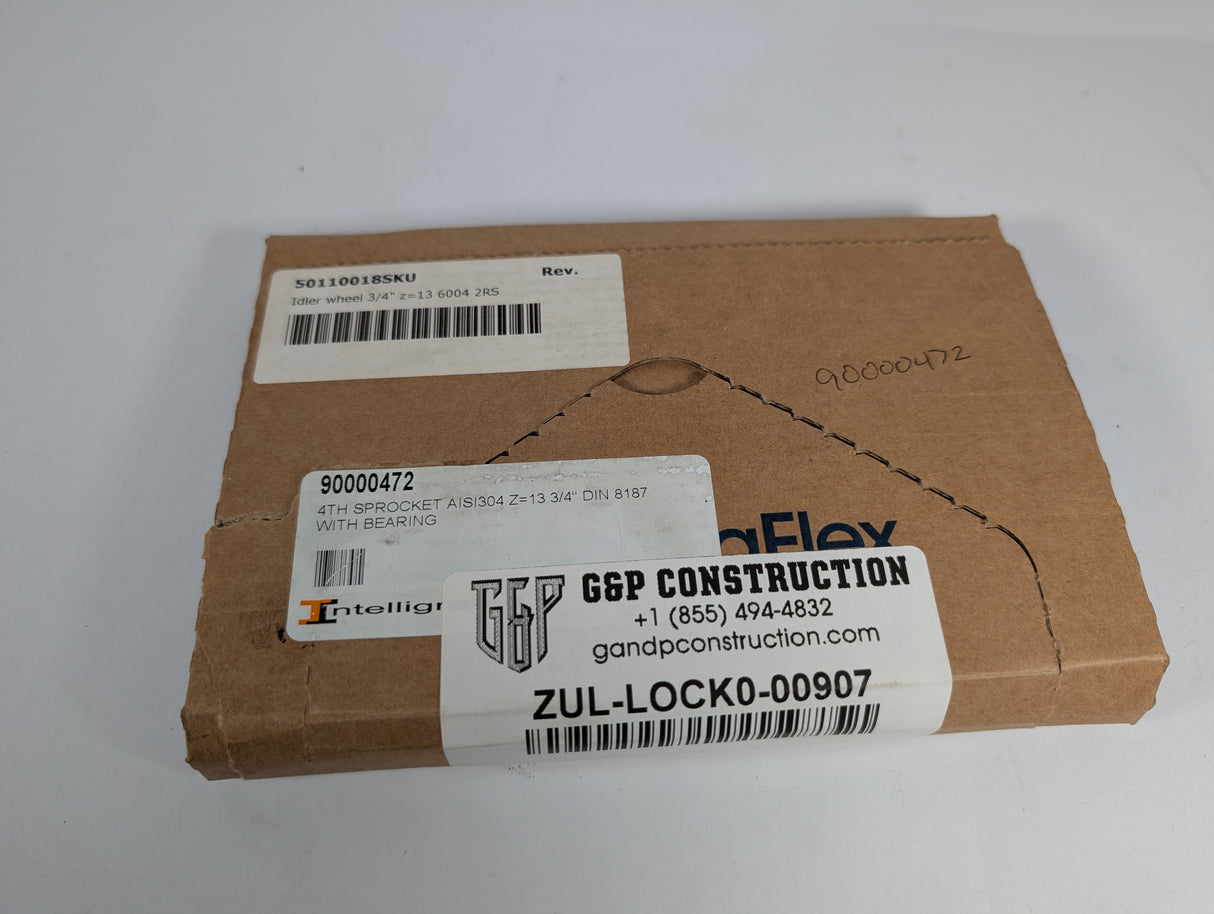 50110018SKU Rev.
Idler wheel 3/4" z=13 6004 2RS
90000472
90000472
4TH SPROCKET AISI304 Z=13 3/4" DIN 8187
WITH BEARING
G&P
G&P CONSTRUCTION
+1 (855) 494-4832
gandpconstruction.com
ZUL-LOCK0-00907